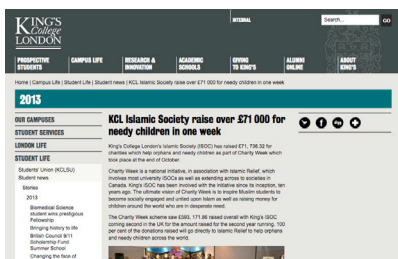 KING'S
College
LONDON
INTERNAL
Search...
GO
PROSPECTIVE STUDENTS
CAMPUS LIFE
RESEARCH & INNOVATION
ACADEMIC SCHOOLS
GIVING TO KING'S
ALUMNI ONLINE
ABOUT KING'S
Home | Campus Life | Student Life | Student news | KCL Islamic Society raise over £71 000 for needy children in one week
2013
OUR CAMPUSES
STUDENT SERVICES
LONDON LIFE
STUDENT LIFE
Students' Union (KCLSU)
Student news
Stories
2013
Biomedical Science
student wins prestigious
Fellowship
Bringing history to life
British Council 9/11
Scholarship Fund
Summer School
Changing the face of
KCL Islamic Society raise over £71 000 for
needy children in one week
King's College London's Islamic Society (ISOC) has raised £71, 736.32 for
charities which help orphans and needy children as part of Charity Week which
took place at the end of October.
Charity Week is a national initiative, in association with Islamic Relief, which
involves most university ISOCs as well as extending across to societies in
Canada. King's ISOC has been involved with the initiative since its inception, ten
years ago. The ultimate vision of Charity Week is to inspire Muslim students to
become socially engaged and united upon Islam as well as raising money for
children around the world who are in desperate need.
The Charity Week scheme saw £593, 171.86 raised overall with King's ISOC
coming second in the UK for the amount raised for the second year running. 100
per cent of the donations raised will go directly to Islamic Relief to help orphans
and needy children across the world.